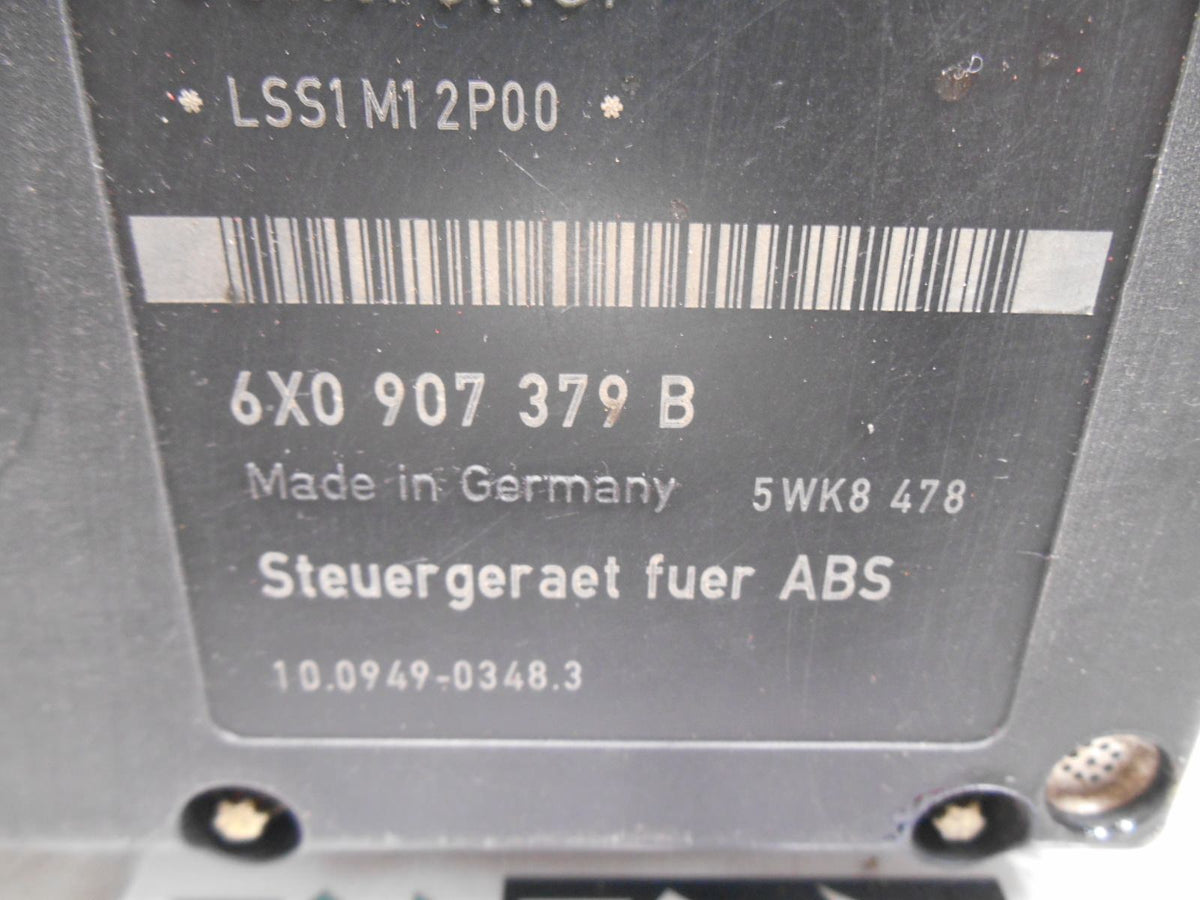 * LSS1 M1 2P00 *
6X0 907 379 B
Made in Germany 5WK8 478
Steuergeraet fuer ABS
10.0949-0348.3